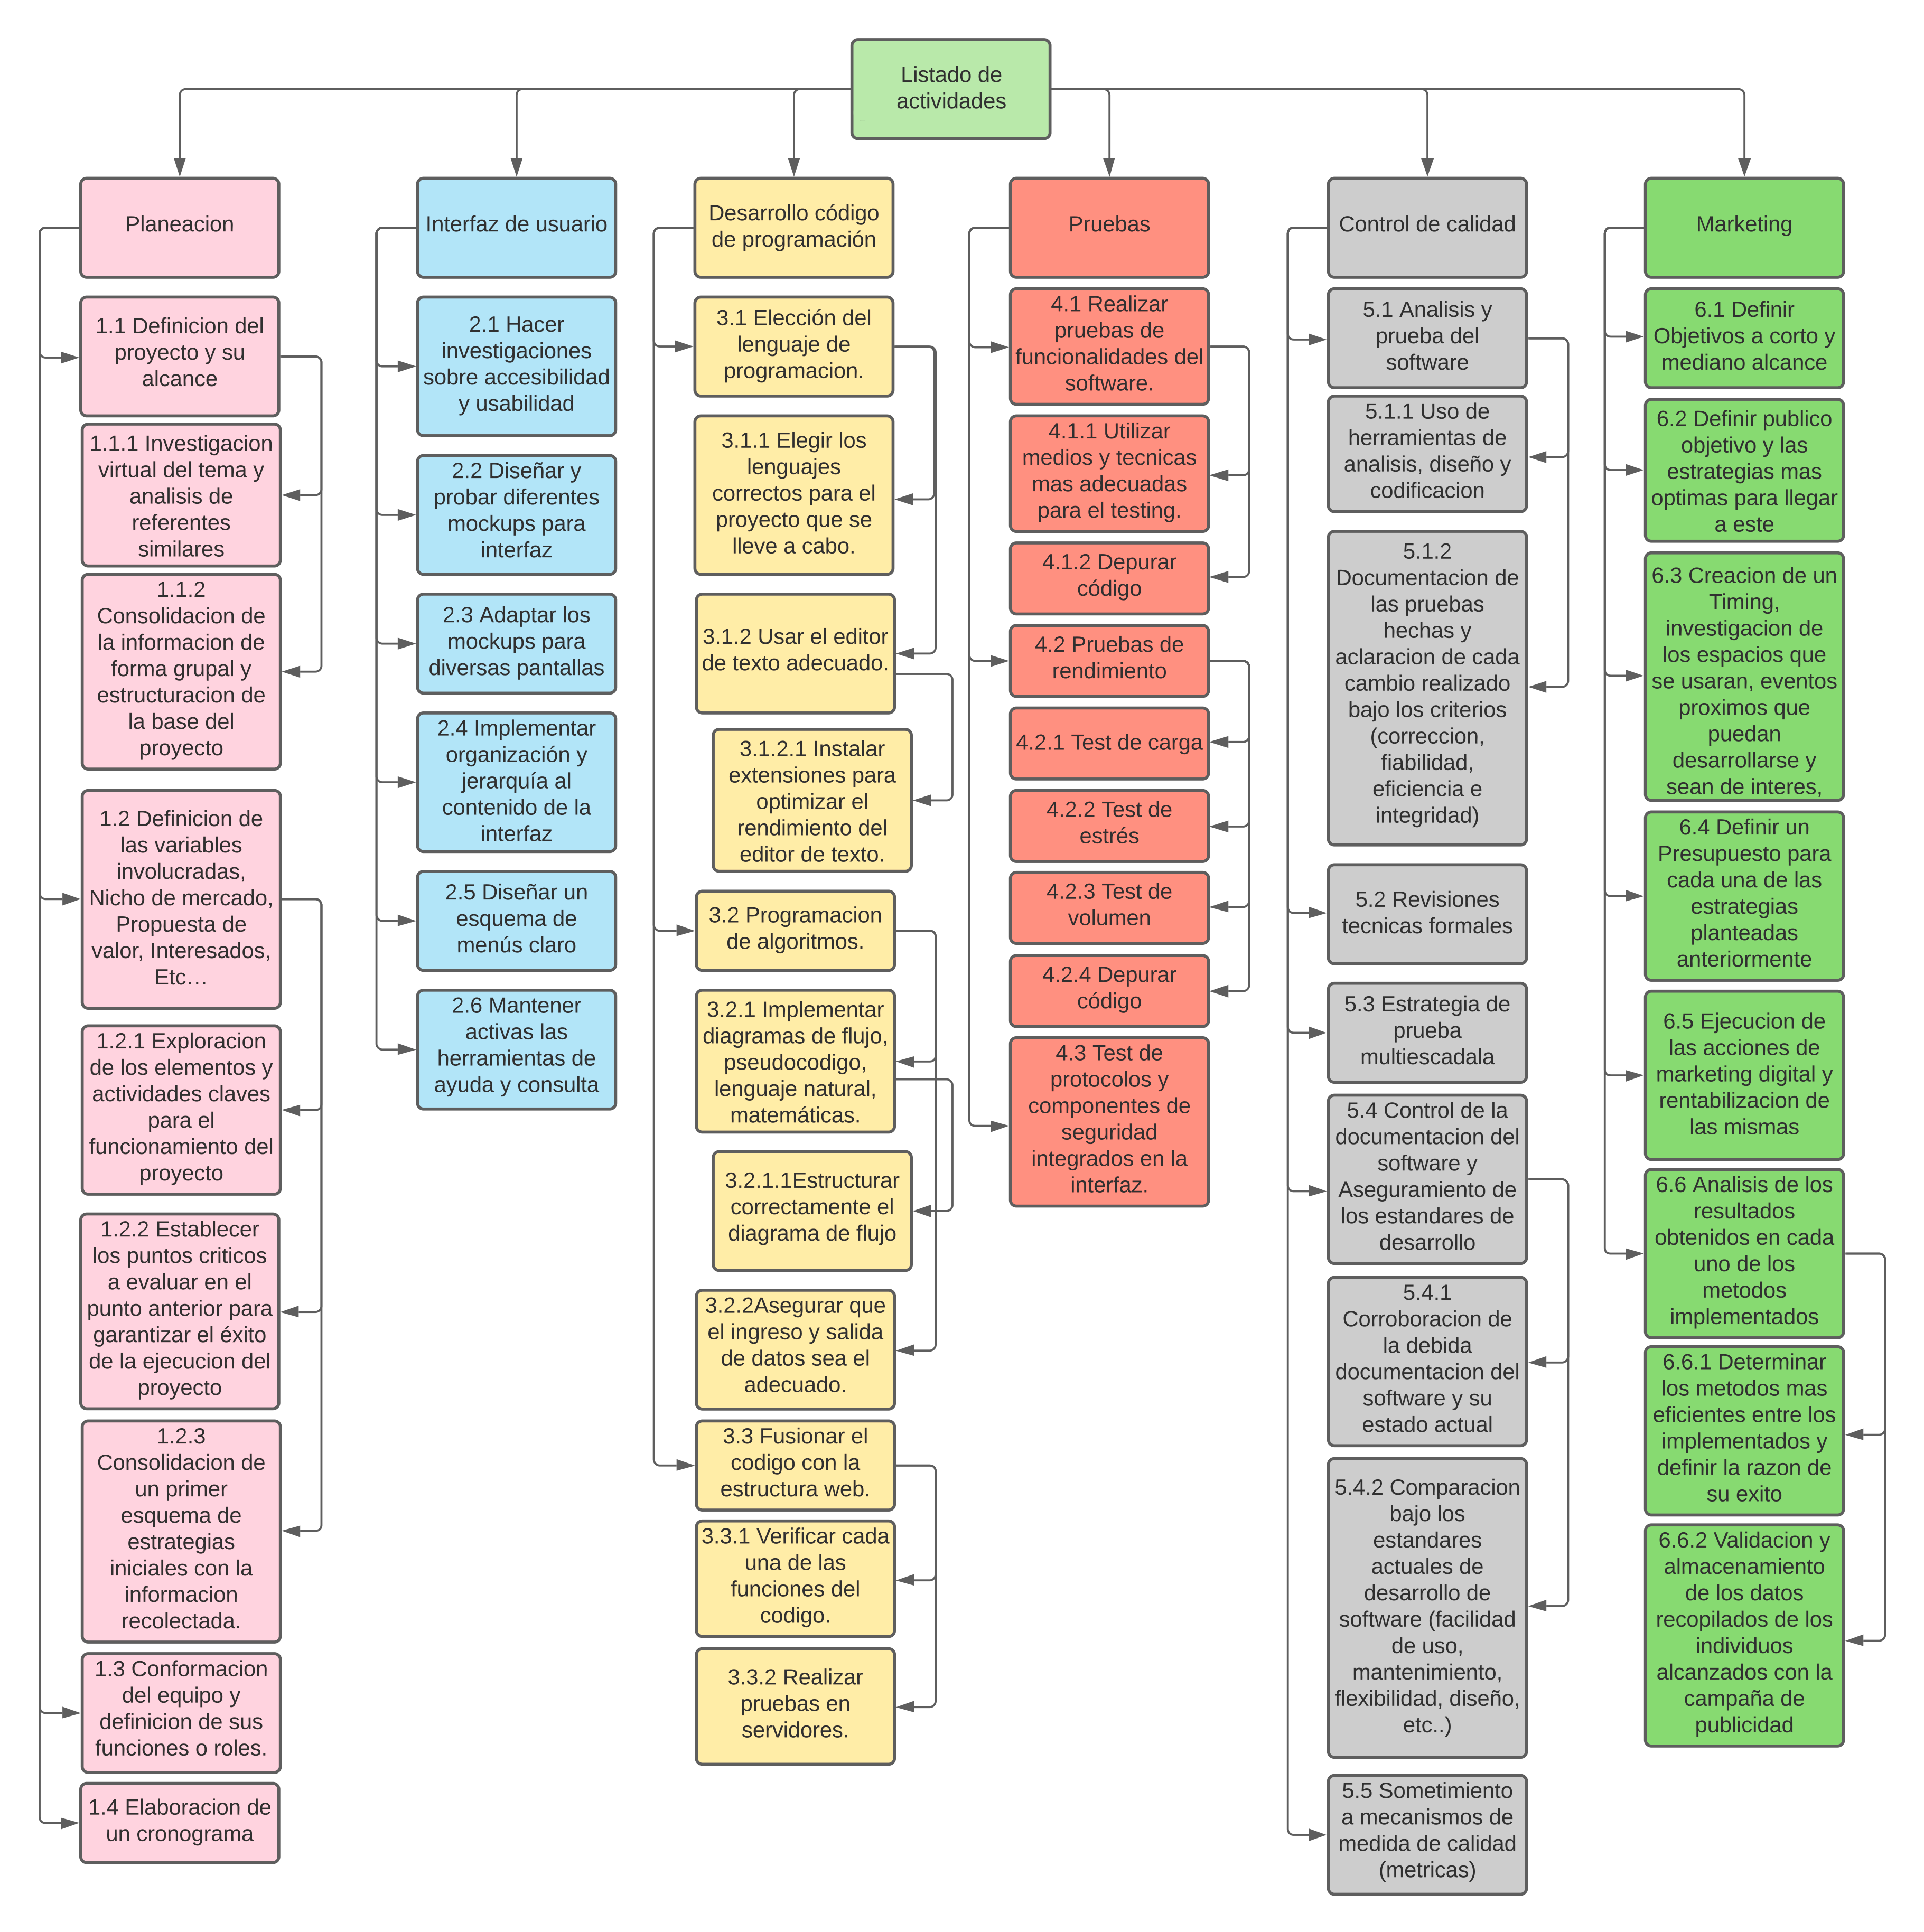 Listado de
actividades
Planeacion
1.1 Definicion del
proyecto y su
alcance
1.1.1 Investigacion
virtual del tema y
analisis de
referentes
similares
1.1.2
Consolidacion de
la informacion de
forma grupal y
estructuracion de
la base del
proyecto
1.2 Definicion de
las variables
involucradas,
Nicho de mercado,
Propuesta de
valor, Interesados,
Etc...
1.2.1 Exploracion
de los elementos y
actividades claves
para el
funcionamiento del
proyecto
1.2.2 Establecer
los puntos criticos
a evaluar en el
punto anterior para
garantizar el éxito
de la ejecucion del
proyecto
1.2.3
Consolidacion de
un primer
esquema de
estrategias
iniciales con la
informacion
recolectada.
1.3 Conformacion
del equipo y
definicion de sus
funciones o roles.
1.4 Elaboracion de
un cronograma
Interfaz de usuario
2.1 Hacer
investigaciones
sobre accesibilidad
y usabilidad
2.2 Diseñar y
probar diferentes
mockups para
interfaz
2.3 Adaptar los
mockups para
diversas pantallas
2.4 Implementar
organización y
jerarquía al
contenido de la
interfaz
2.5 Diseñar un
esquema de
menús claro
2.6 Mantener
activas las
herramientas de
ayuda y consulta
Desarrollo código
de programación
3.1 Elección del
lenguaje de
programacion.
3.1.1 Elegir los
lenguajes
correctos para el
proyecto que se
lleve a cabo.
3.1.2 Usar el editor
de texto adecuado.
3.1.2.1 Instalar
extensiones para
optimizar el
rendimiento del
editor de texto.
3.2 Programacion
de algoritmos.
3.2.1 Implementar
diagramas de flujo,
pseudocodigo,
lenguaje natural,
matemáticas.
3.2.1.1Estructurar
correctamente el
diagrama de flujo
3.2.2Asegurar que
el ingreso y salida
de datos sea el
adecuado.
3.3 Fusionar el
codigo con la
estructura web.
3.3.1 Verificar cada
una de las
funciones del
codigo.
3.3.2 Realizar
pruebas en
servidores.
Pruebas
4.1 Realizar
pruebas de
funcionalidades del
software.
4.1.1 Utilizar
medios y tecnicas
mas adecuadas
para el testing.
4.1.2 Depurar
código
4.2 Pruebas de
rendimiento
4.2.1 Test de carga
4.2.2 Test de
estrés
4.2.3 Test de
volumen
4.2.4 Depurar
código
4.3 Test de
protocolos y
componentes de
seguridad
integrados en la
interfaz.
Control de calidad
5.1 Analisis y
prueba del
software
5.1.1 Uso de
herramientas de
analisis, diseño y
codificacion
5.1.2
Documentacion de
las pruebas
hechas y
aclaracion de cada
cambio realizado
bajo los criterios
(correccion,
fiabilidad,
eficiencia e
integridad)
5.2 Revisiones
tecnicas formales
5.3 Estrategia de
prueba
multiescadala
5.4 Control de la
documentacion del
software y
Aseguramiento de
los estandares de
desarrollo
5.4.1
Corroboracion de
la debida
documentacion del
software y su
estado actual
5.4.2 Comparacion
bajo los
estandares
actuales de
desarrollo de
software (facilidad
de uso,
mantenimiento,
flexibilidad, diseño,
etc..)
5.5 Sometimiento
a mecanismos de
medida de calidad
(metricas)
Marketing
6.1 Definir
Objetivos a corto y
mediano alcance
6.2 Definir publico
objetivo y las
estrategias mas
optimas para llegar
a este
6.3 Creacion de un
Timing,
investigacion de
los espacios que
se usaran, eventos
proximos que
puedan
desarrollarse y
sean de interes,
6.4 Definir un
Presupuesto para
cada una de las
estrategias
planteadas
anteriormente
6.5 Ejecucion de
las acciones de
marketing digital y
rentabilizacion de
las mismas
6.6 Analisis de los
resultados
obtenidos en cada
uno de los
metodos
implementados
6.6.1 Determinar
los metodos mas
eficientes entre los
implementados y
definir la razon de
su exito
6.6.2 Validacion y
almacenamiento
de los datos
recopilados de los
individuos
alcanzados con la
campaña de
publicidad